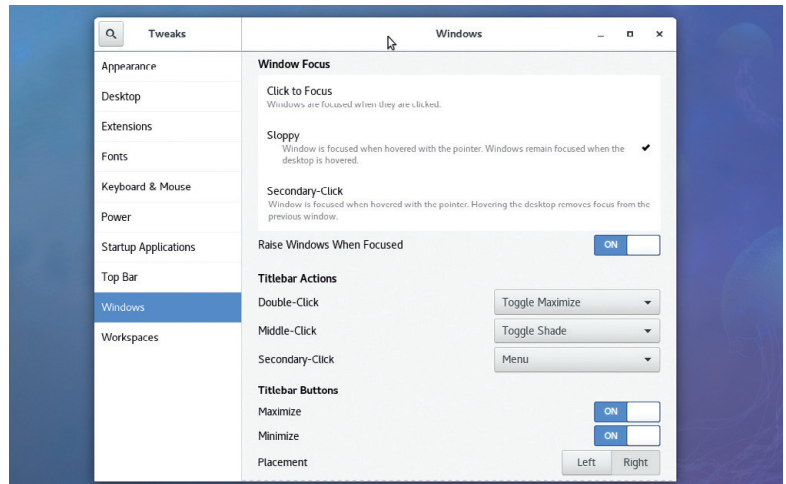 Tweaks
Windows
Appearance
Desktop
Extensions
Fonts
Keyboard & Mouse
Power
Startup Applications
Top Bar
Windows
Workspaces
Window Focus
Click to Focus
Windows are focused when they are clicked.
Sloppy
Window is focused when hovered with the pointer. Windows remain focused when the
desktop is hovered.
Secondary-Click
Window is focused when hovered with the pointer. Hovering the desktop removes focus from the
previous window.
Raise Windows When Focused ON
Titlebar Actions
Double-Click Toggle Maximize
Middle-Click Toggle Shade
Secondary-Click Menu
Titlebar Buttons
Maximize ON
Minimize ON
Placement Left Right